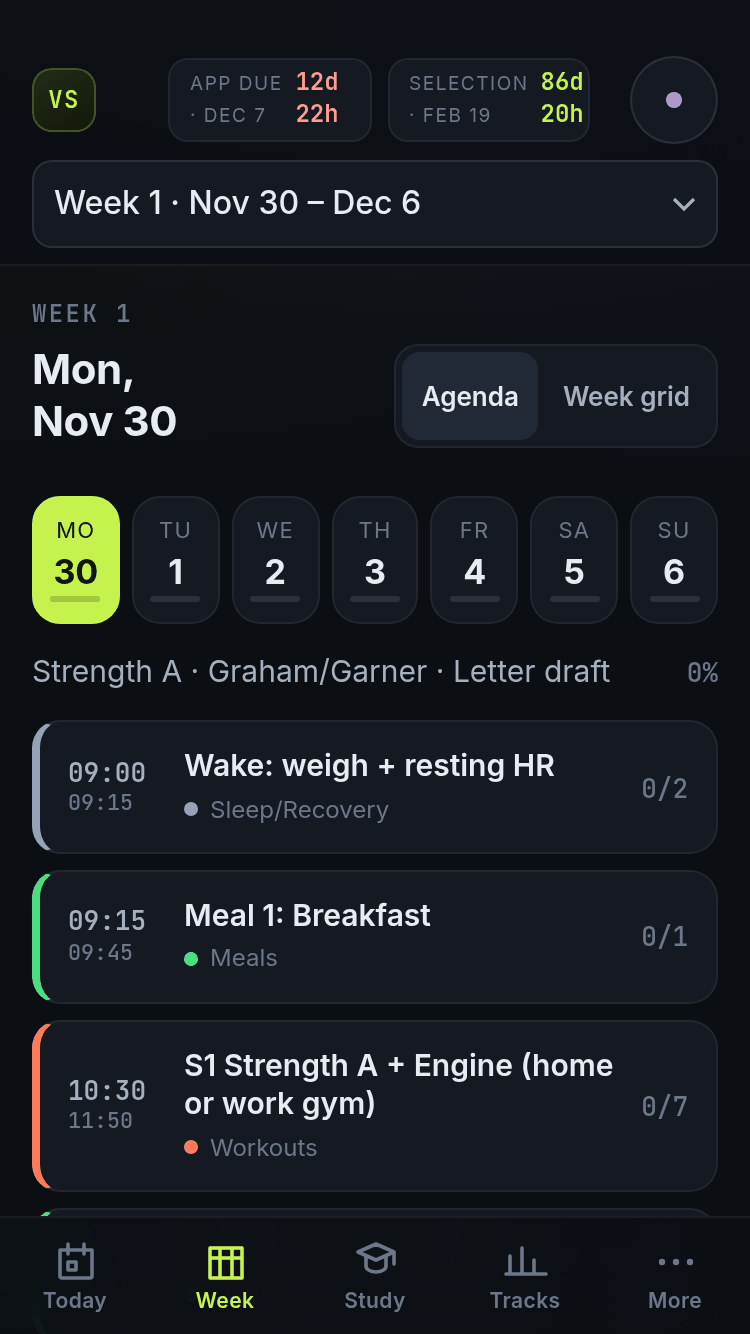 VS
APP DUE 12d
· DEC 7 22h
SELECTION 86d
· FEB 19 20h
Week 1 · Nov 30 – Dec 6
WEEK 1
Mon,
Nov 30
Agenda
Week grid
MO
30
TU
1
WE
2
TH
3
FR
4
SA
5
SU
6
Strength A · Graham/Garner · Letter draft 0%
09:00
09:15
Wake: weigh + resting HR
Sleep/Recovery
0/2
09:15
09:45
Meal 1: Breakfast
Meals
0/1
10:30
11:50
S1 Strength A + Engine (home
or work gym)
Workouts
0/7
Today
Week
Study
Tracks
More